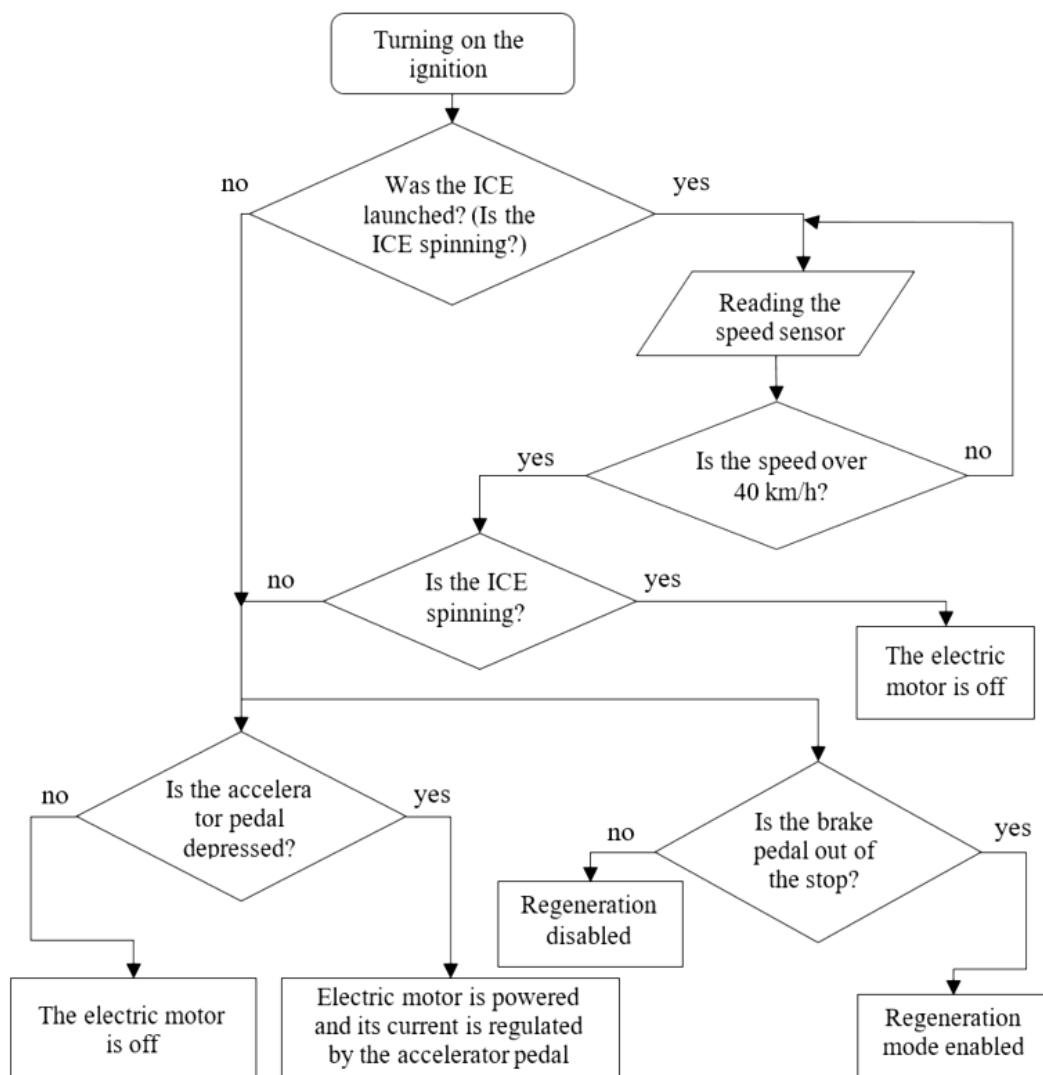 Turning on the
ignition
no
Was the ICE
launched? (Is the
ICE spinning?)
yes
Reading the
speed sensor
yes
Is the speed over
40 km/h?
no
no
Is the ICE
spinning?
yes
The electric
motor is off
no
Is the accelera
tor pedal
depressed?
yes
no
Is the brake
pedal out of
the stop?
yes
Regeneration
disabled
The electric motor
is off
Electric motor is powered
and its current is regulated
by the accelerator pedal
Regeneration
mode enabled